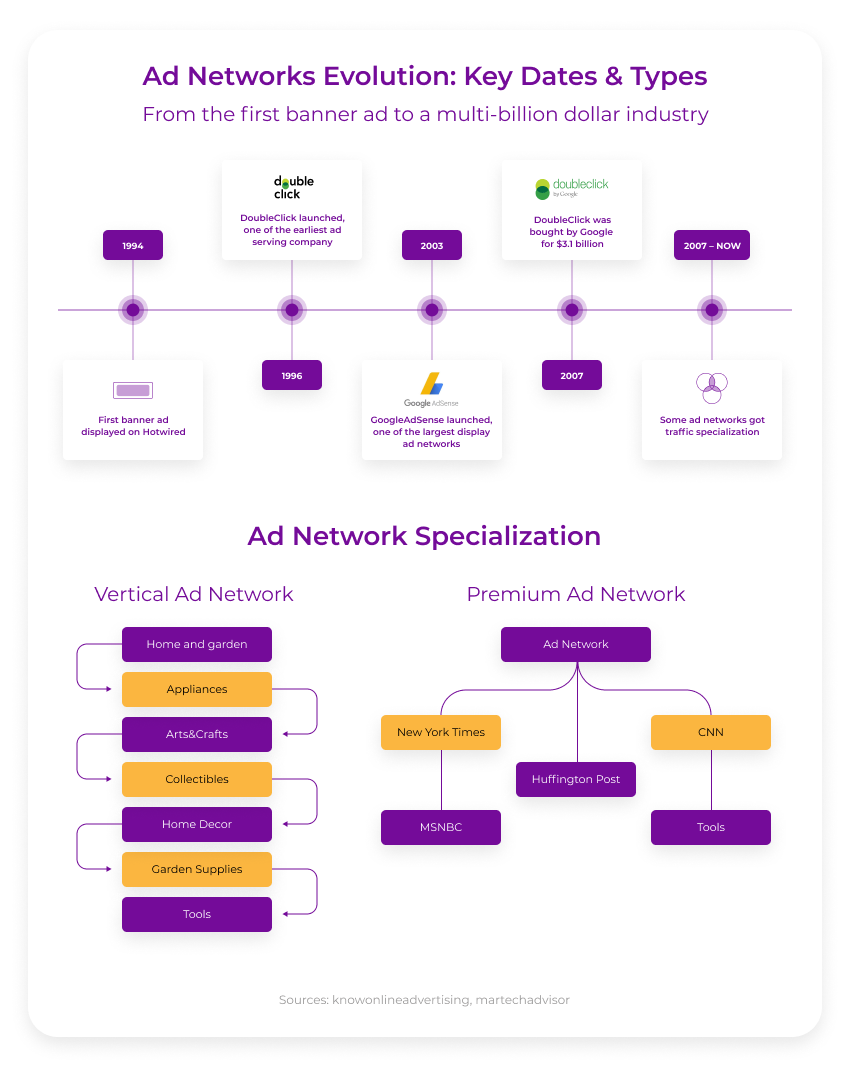 Ad Networks Evolution: Key Dates & Types
From the first banner ad to a multi-billion dollar industry
1994
First banner ad
displayed on Hotwired
double
click
DoubleClick launched,
one of the earliest ad
serving company
1996
2003
Google AdSense
GoogleAdSense launched,
one of the largest display
ad networks
doubleclick
by Google
DoubleClick was
bought by Google
for $3.1 billion
2007
2007 – NOW
Some ad networks got
traffic specialization
Ad Network Specialization
Vertical Ad Network
Home and garden
Appliances
Arts&Crafts
Collectibles
Home Decor
Garden Supplies
Tools
Premium Ad Network
Ad Network
New York Times
CNN
Huffington Post
MSNBC
Tools
Sources: knowonlineadvertising, martechadvisor